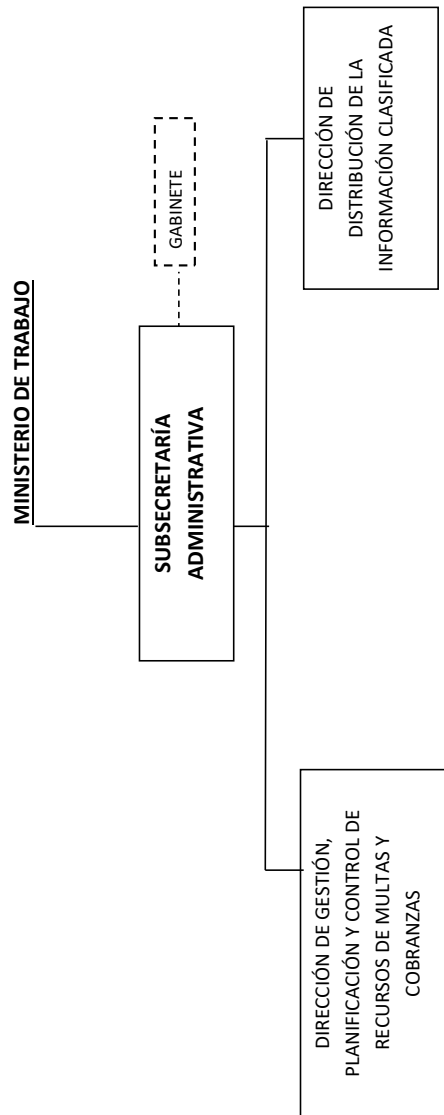 MINISTERIO DE TRABAJO
GABINETE
SUBSECRETARÍA
ADMINISTRATIVA
DIRECCIÓN DE GESTIÓN,
PLANIFICACIÓN Y CONTROL DE
RECURSOS DE MULTAS Y
COBRANZAS
DIRECCIÓN DE
DISTRIBUCIÓN DE LA
INFORMACIÓN CLASIFICADA